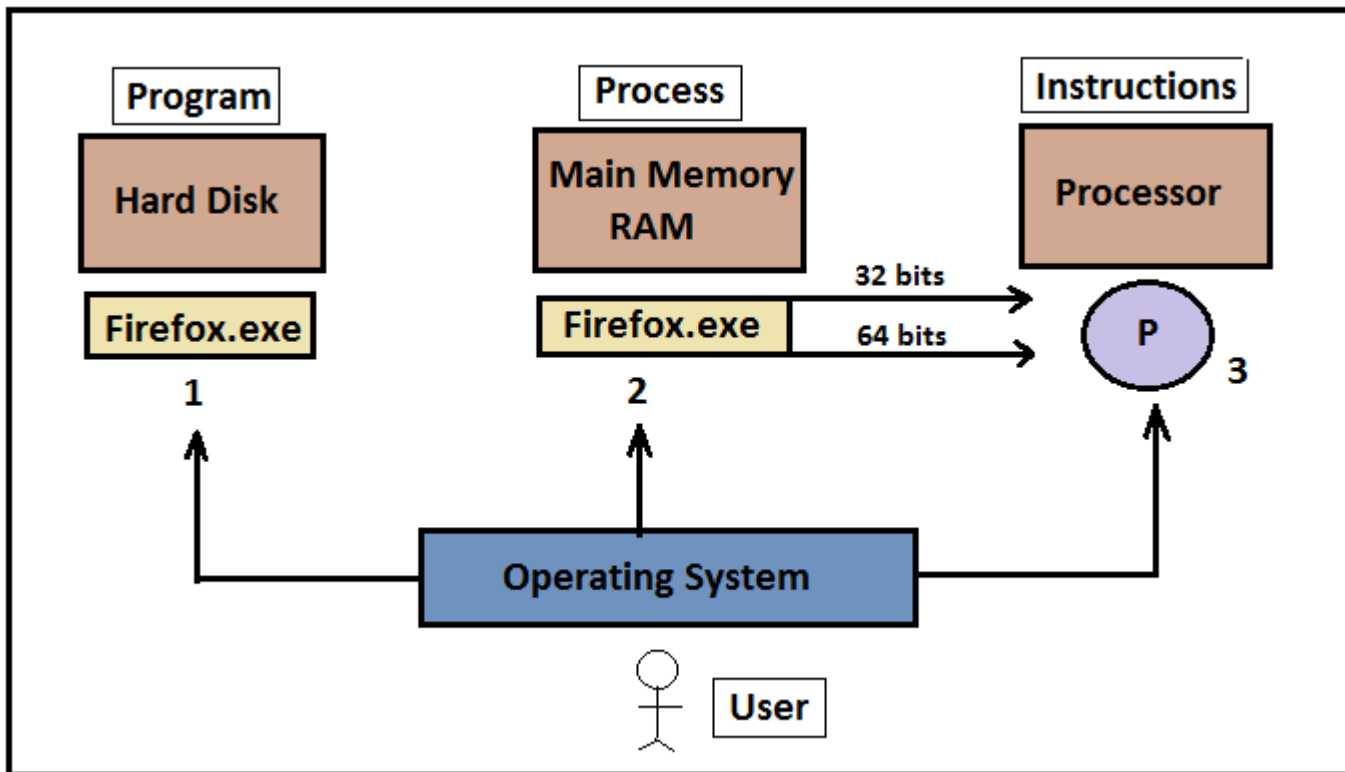 Program
Process
Instructions
Hard Disk
Main Memory
RAM
Processor
32 bits
Firefox.exe
Firefox.exe
64 bits
P
1
2
3
Operating System
User